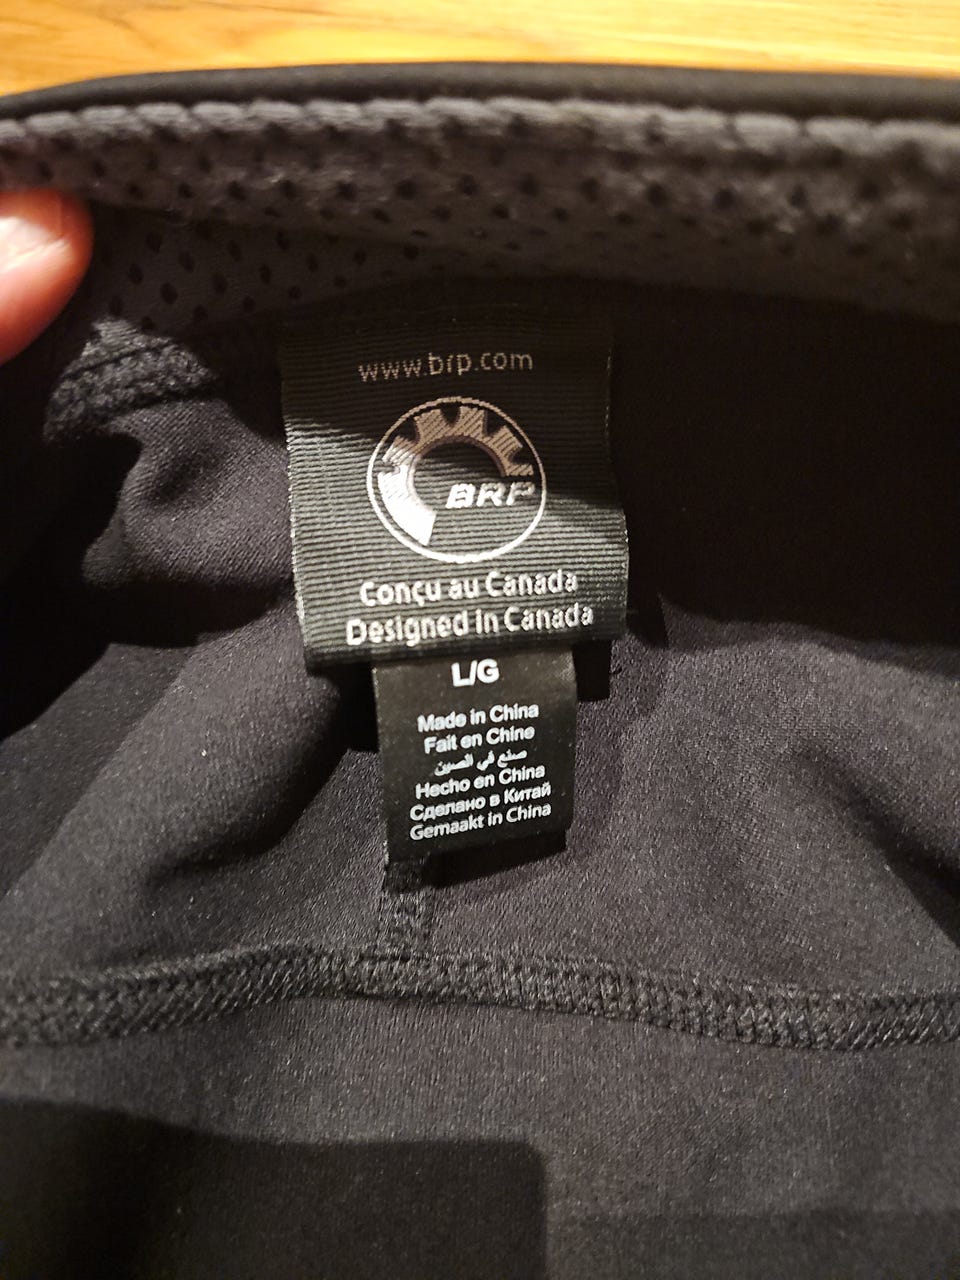 www.brp.com
BRP
Conçu au Canada
Designed in Canada
L/G
Made in China
Fait en Chine
صنع في الصين
Hecho en China
Сделано в Китай
Gemaakt in China